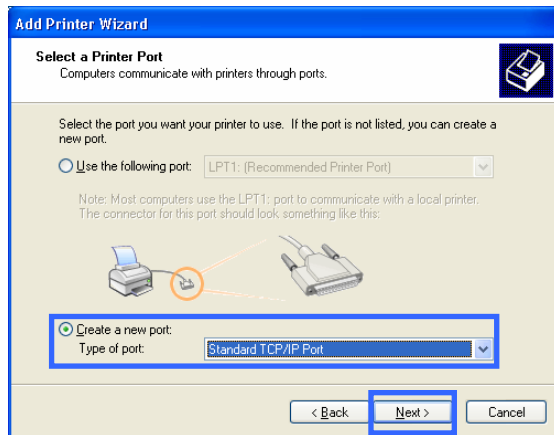 Add Printer Wizard
Select a Printer Port
Computers communicate with printers through ports.
Select the port you want your printer to use. If the port is not listed, you can create a
new port.
Use the following port: LPT1: (Recommended Printer Port)
Note: Most computers use the LPT1: port to communicate with a local printer.
The connector for this port should look something like this:
Create a new port:
Type of port: Standard TCP/IP Port
< Back Next > Cancel